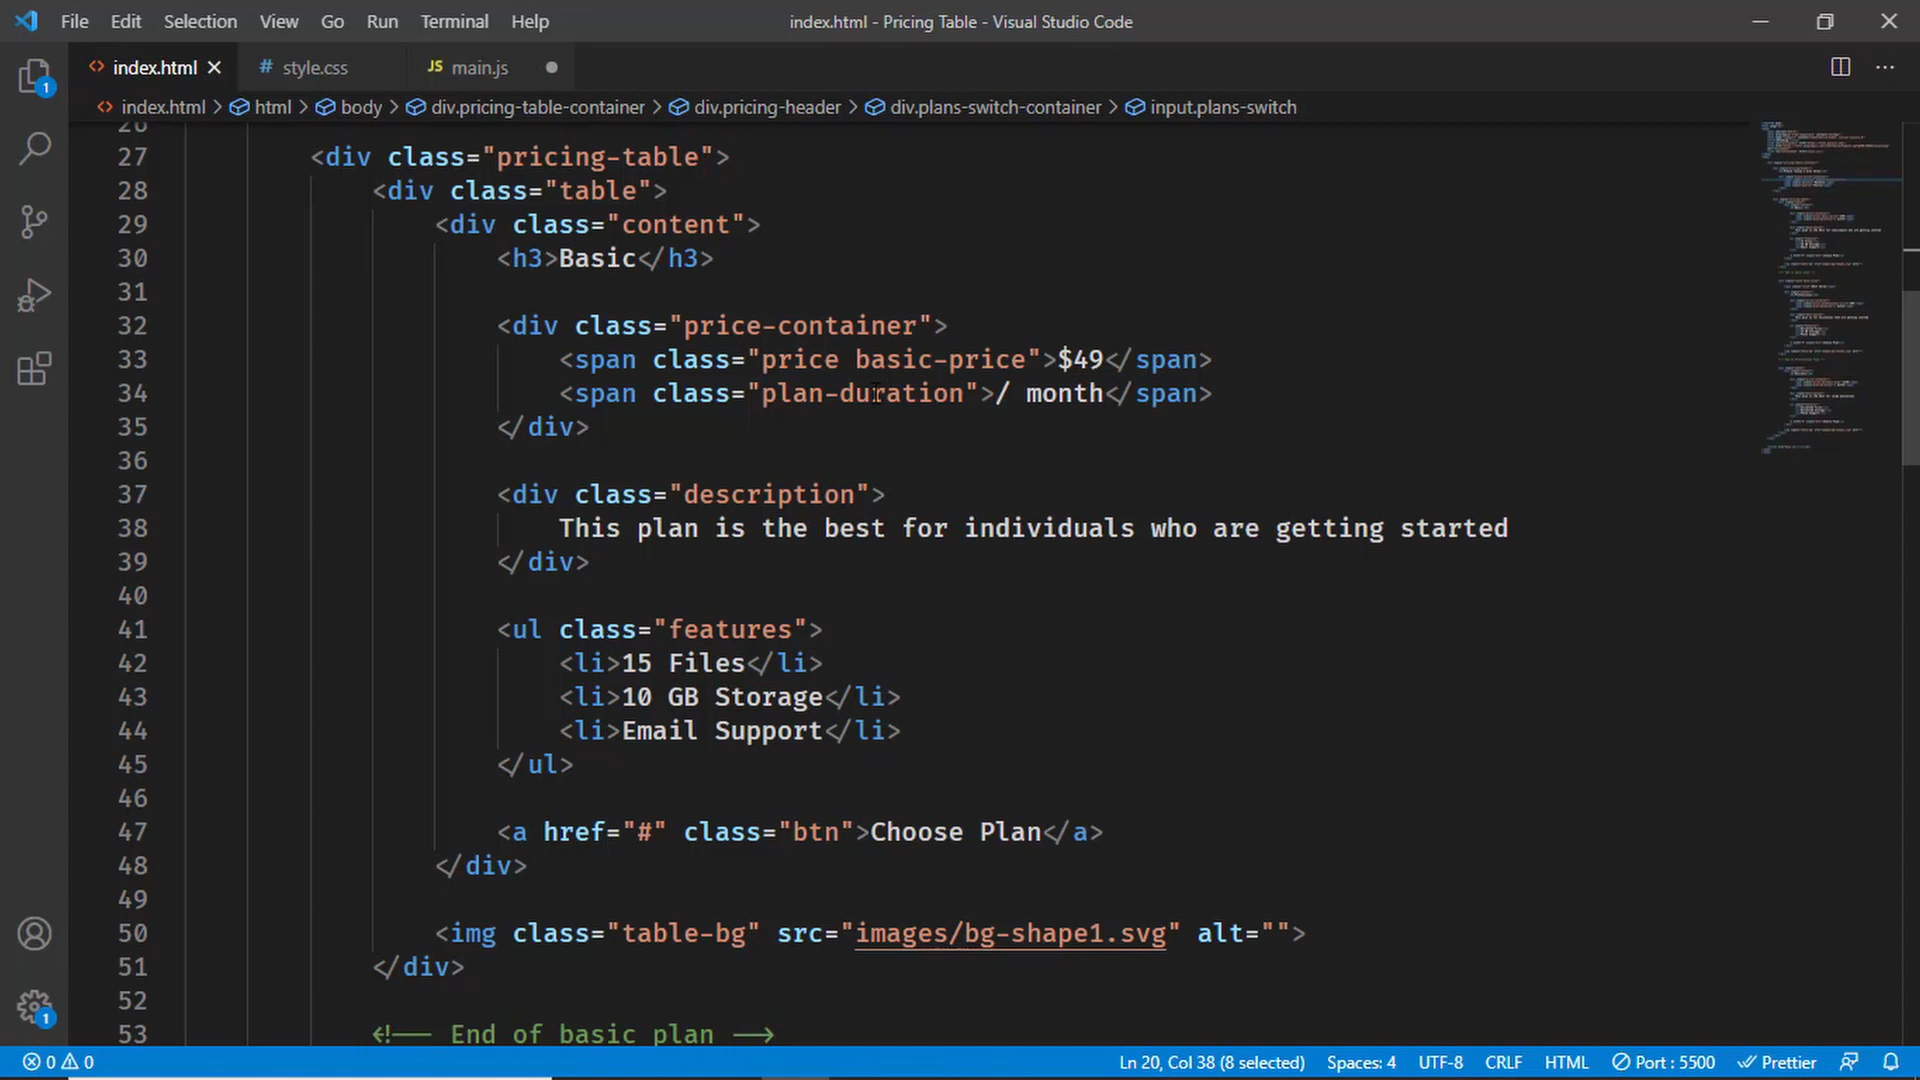 File Edit Selection View Go Run Terminal Help index.html - Pricing Table - Visual Studio Code
index.html style.css JS main.js
1 <> index.html > html > body > div.pricing-table-container > div.pricing-header > div.plans-switch-container > input.plans-switch
26
27 <div class="pricing-table">
28 <div class="table">
29 <div class="content">
30 <h3>Basic</h3>
31
32 <div class="price-container">
33 <span class="price basic-price">$49</span>
34 <span class="plan-duration">/ month</span>
35 </div>
36
37 <div class="description">
38 This plan is the best for individuals who are getting started
39 </div>
40
41 <ul class="features">
42 <li>15 Files</li>
43 <li>10 GB Storage</li>
44 <li>Email Support</li>
45 </ul>
46
47 <a href="#" class="btn">Choose Plan</a>
48 </div>
49
50 <img class="table-bg" src="images/bg-shape1.svg" alt="">
51 </div>
52
1
53 <!-- End of basic plan -->
0 0 Ln 20, Col 38 (8 selected) Spaces: 4 UTF-8 CRLF HTML Port : 5500 Prettier